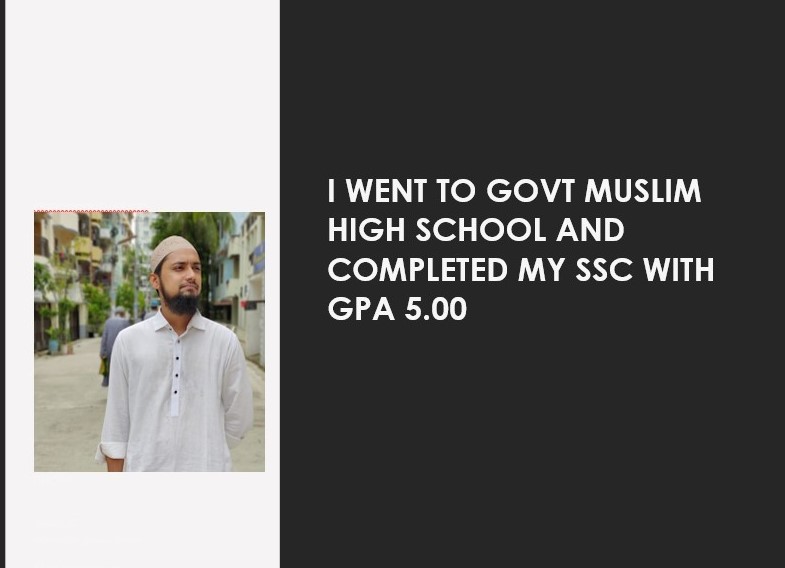 I WENT TO GOVT MUSLIM
HIGH SCHOOL AND
COMPLETED MY SSC WITH
GPA 5.00